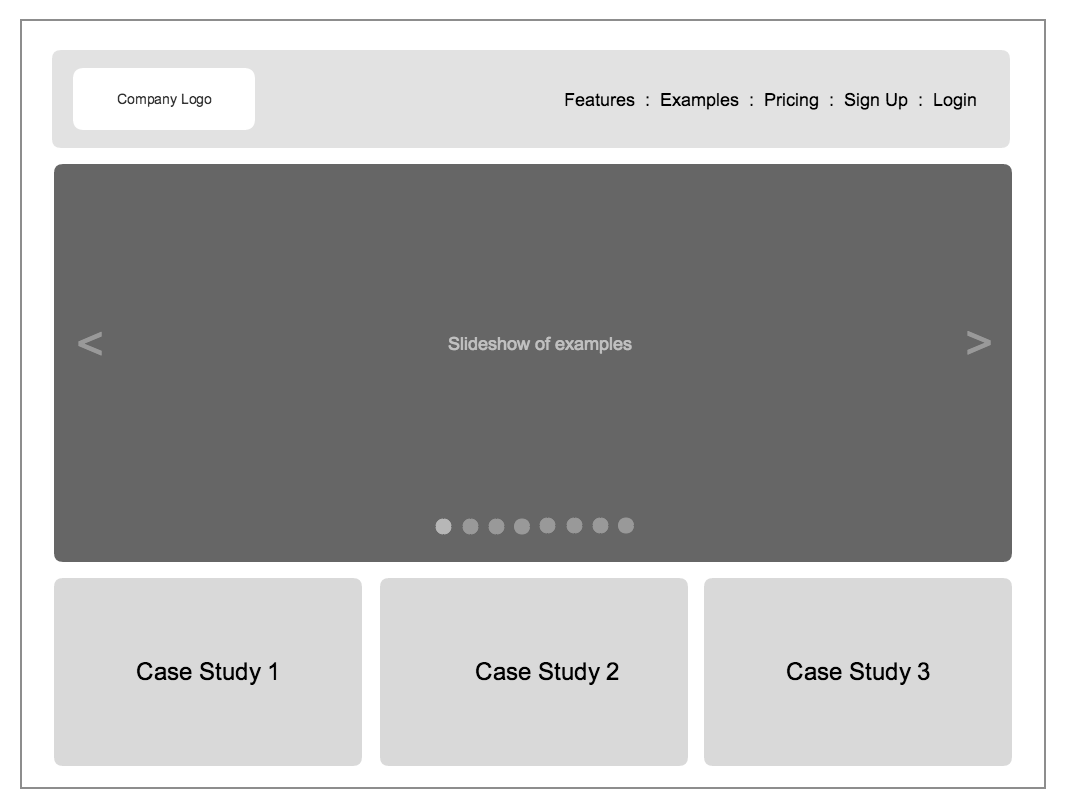 Company Logo
Features : Examples : Pricing : Sign Up : Login
<
Slideshow of examples
>
Case Study 1
Case Study 2
Case Study 3